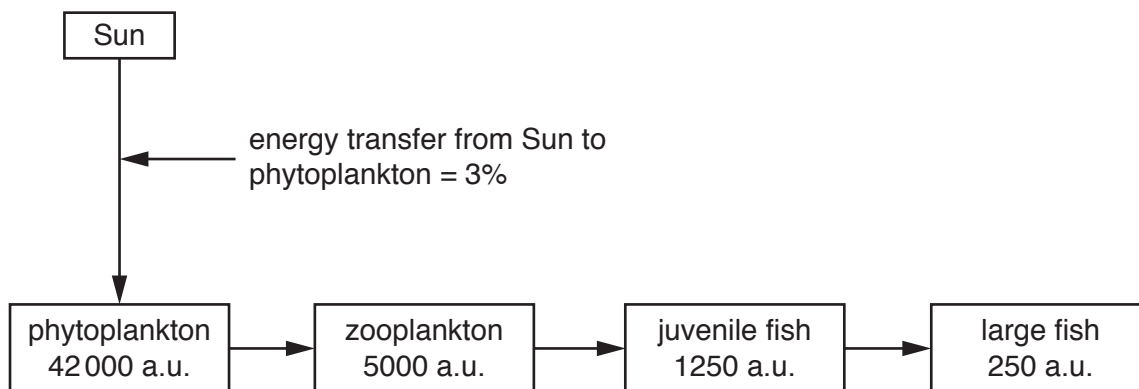 Sun
energy transfer from Sun to
phytoplankton = 3%
phytoplankton
42 000 a.u.
zooplankton
5000 a.u.
juvenile fish
1250 a.u.
large fish
250 a.u.